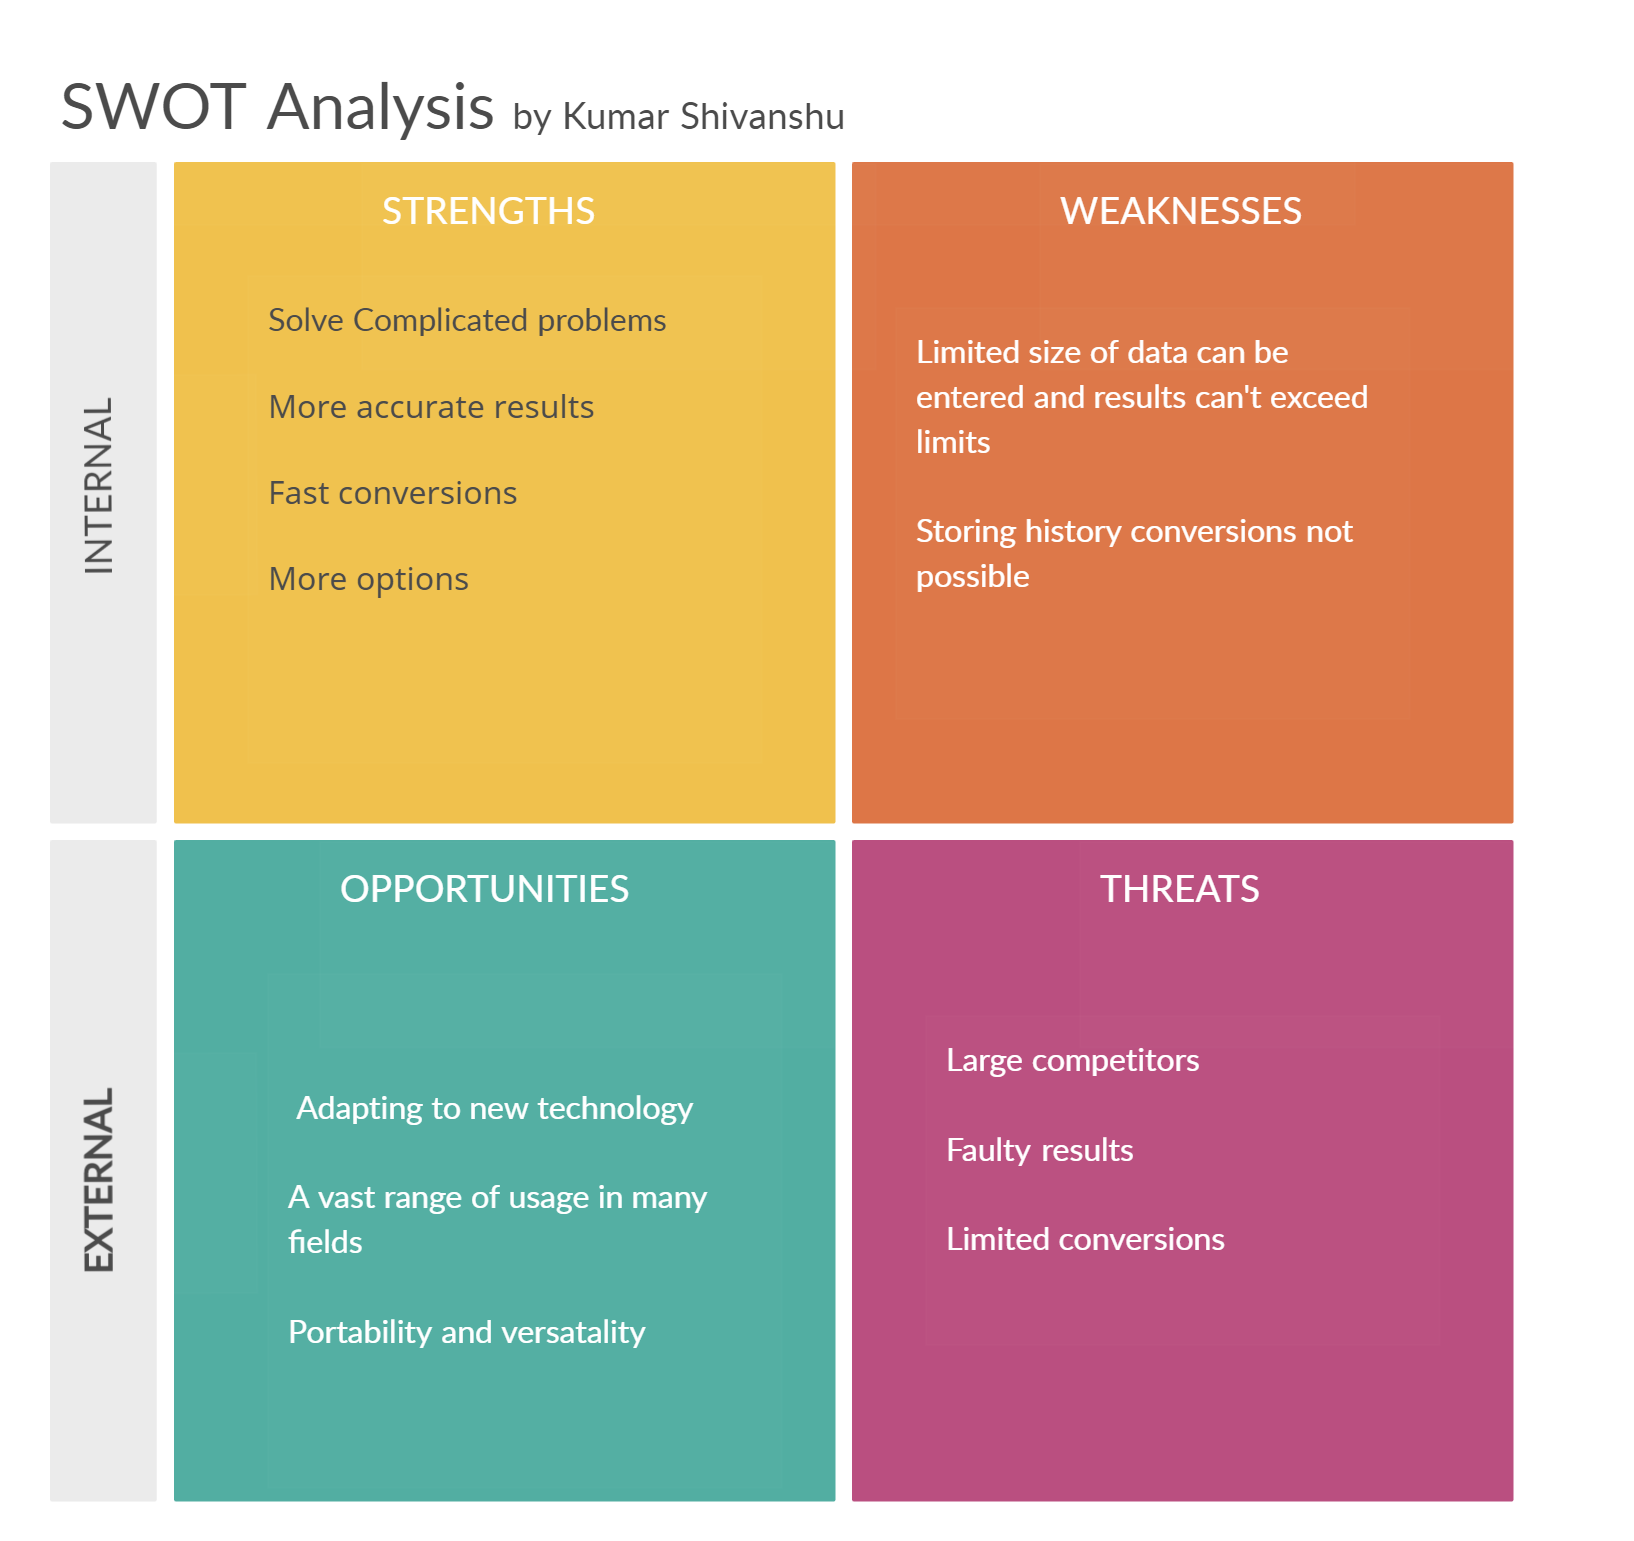 SWOT Analysis by Kumar Shivanshu
INTERNAL
STRENGTHS
Solve Complicated problems
More accurate results
Fast conversions
More options
WEAKNESSES
Limited size of data can be
entered and results can't exceed
limits
Storing history conversions not
possible
EXTERNAL
OPPORTUNITIES
Adapting to new technology
A vast range of usage in many
fields
Portability and versatality
THREATS
Large competitors
Faulty results
Limited conversions